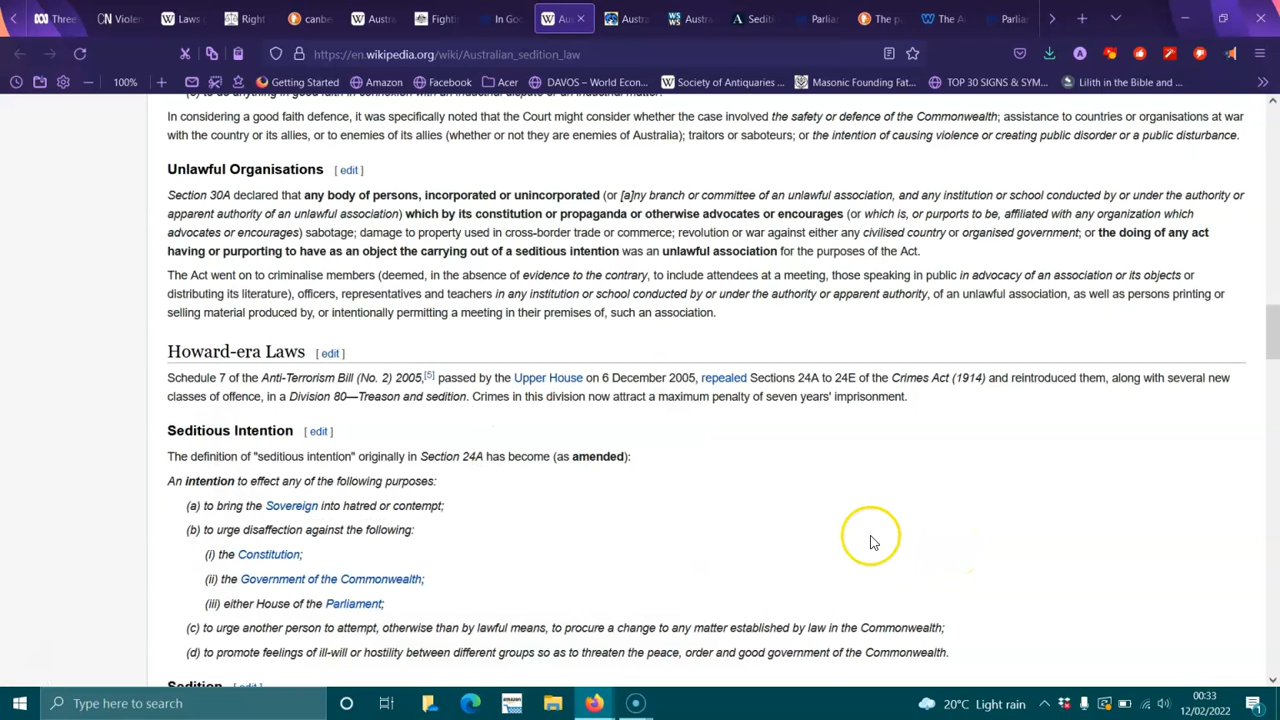 Three
Violen
Laws
Right
canbe
Austra
Fightin
In Goo
Au
Austra
Austra
Sediti
Parlian
The p
The A
Parlian
https://en.wikipedia.org/wiki/Australian_sedition_law
100%
Getting Started
Amazon
Facebook
Acer
DAVOS – World Econ...
Society of Antiquaries ...
Masonic Founding Fat...
TOP 30 SIGNS & SYM...
Lilith in the Bible and ...
In considering a good faith defence, it was specifically noted that the Court might consider whether the case involved the safety or defence of the Commonwealth; assistance to countries or organisations at war
with the country or its allies, or to enemies of its allies (whether or not they are enemies of Australia); traitors or saboteurs; or the intention of causing violence or creating public disorder or a public disturbance.
Unlawful Organisations [ edit ]
Section 30A declared that any body of persons, incorporated or unincorporated (or [a]ny branch or committee of an unlawful association, and any institution or school conducted by or under the authority or
apparent authority of an unlawful association) which by its constitution or propaganda or otherwise advocates or encourages (or which is, or purports to be, affiliated with any organization which
advocates or encourages) sabotage; damage to property used in cross-border trade or commerce; revolution or war against either any civilised country or organised government; or the doing of any act
having or purporting to have as an object the carrying out of a seditious intention was an unlawful association for the purposes of the Act.
The Act went on to criminalise members (deemed, in the absence of evidence to the contrary, to include attendees at a meeting, those speaking in public in advocacy of an association or its objects or
distributing its literature), officers, representatives and teachers in any institution or school conducted by or under the authority or apparent authority, of an unlawful association, as well as persons printing or
selling material produced by, or intentionally permitting a meeting in their premises of, such an association.
Howard-era Laws [ edit ]
Schedule 7 of the Anti-Terrorism Bill (No. 2) 2005,[5] passed by the Upper House on 6 December 2005, repealed Sections 24A to 24E of the Crimes Act (1914) and reintroduced them, along with several new
classes of offence, in a Division 80—Treason and sedition. Crimes in this division now attract a maximum penalty of seven years' imprisonment.
Seditious Intention [ edit ]
The definition of "seditious intention" originally in Section 24A has become (as amended):
An intention to effect any of the following purposes:
(a) to bring the Sovereign into hatred or contempt;
(b) to urge disaffection against the following:
(i) the Constitution;
(ii) the Government of the Commonwealth;
(iii) either House of the Parliament;
(c) to urge another person to attempt, otherwise than by lawful means, to procure a change to any matter established by law in the Commonwealth;
(d) to promote feelings of ill-will or hostility between different groups so as to threaten the peace, order and good government of the Commonwealth.
Type here to search
20°C Light rain
00:33
12/02/2022